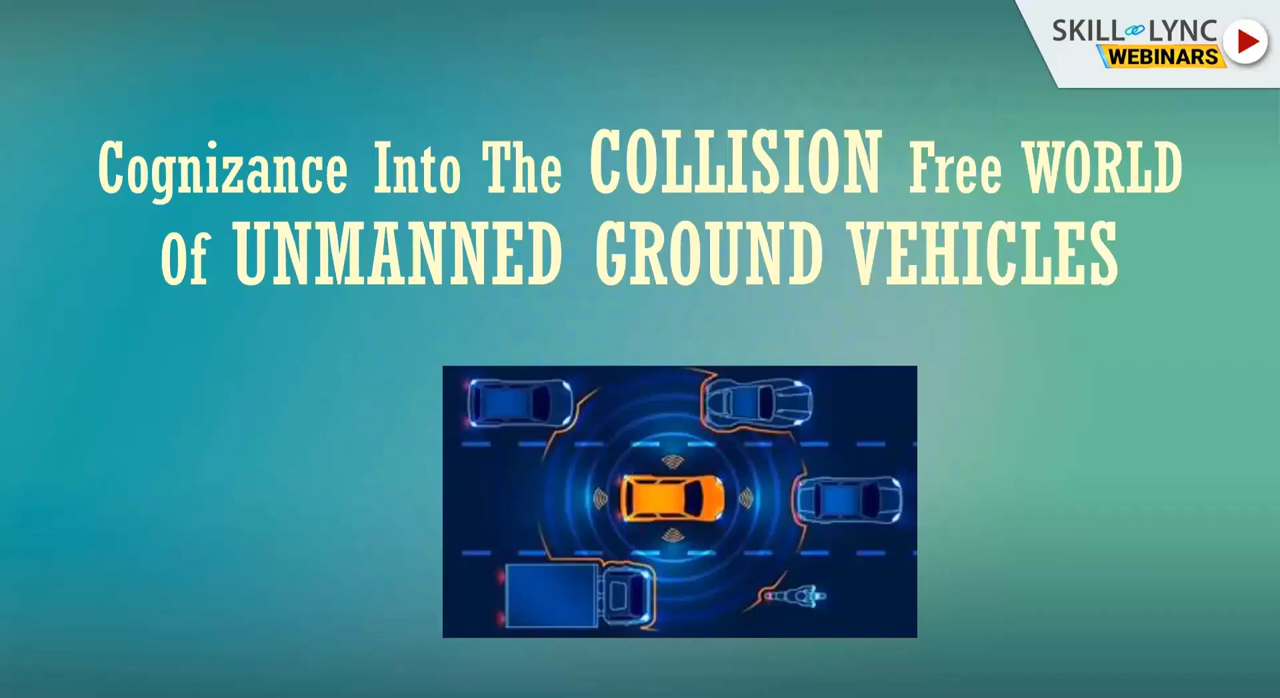 SKILL LYNC
WEBINARS
Cognizance Into The COLLISION Free WORLD
Of UNMANNED GROUND VEHICLES